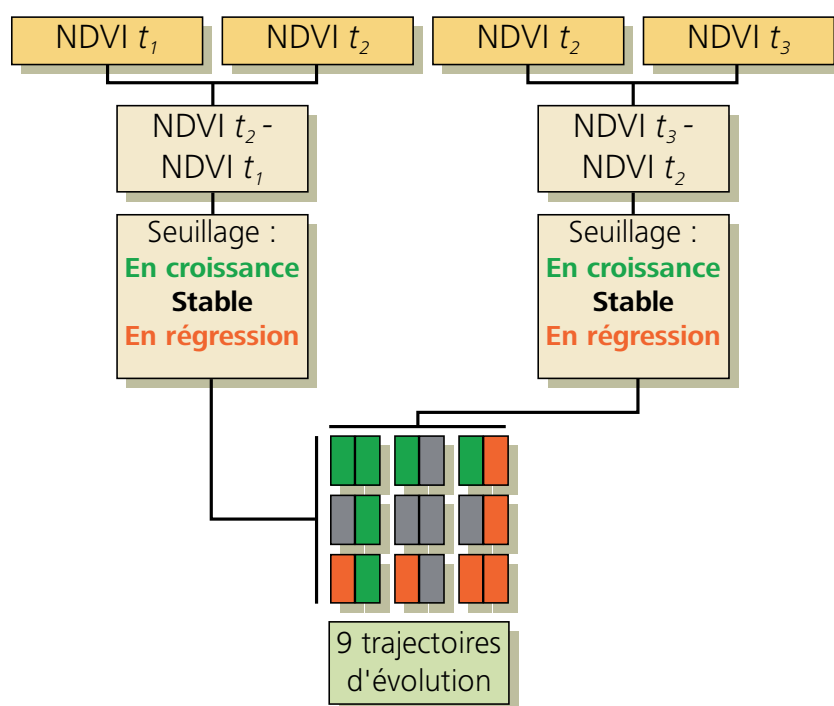 NDVI t1
NDVI t2
NDVI t2
NDVI t3
NDVI t2 -
NDVI t1
NDVI t3 -
NDVI t2
Seuillage :
En croissance
Stable
En régression
Seuillage :
En croissance
Stable
En régression
9 trajectoires
d'évolution